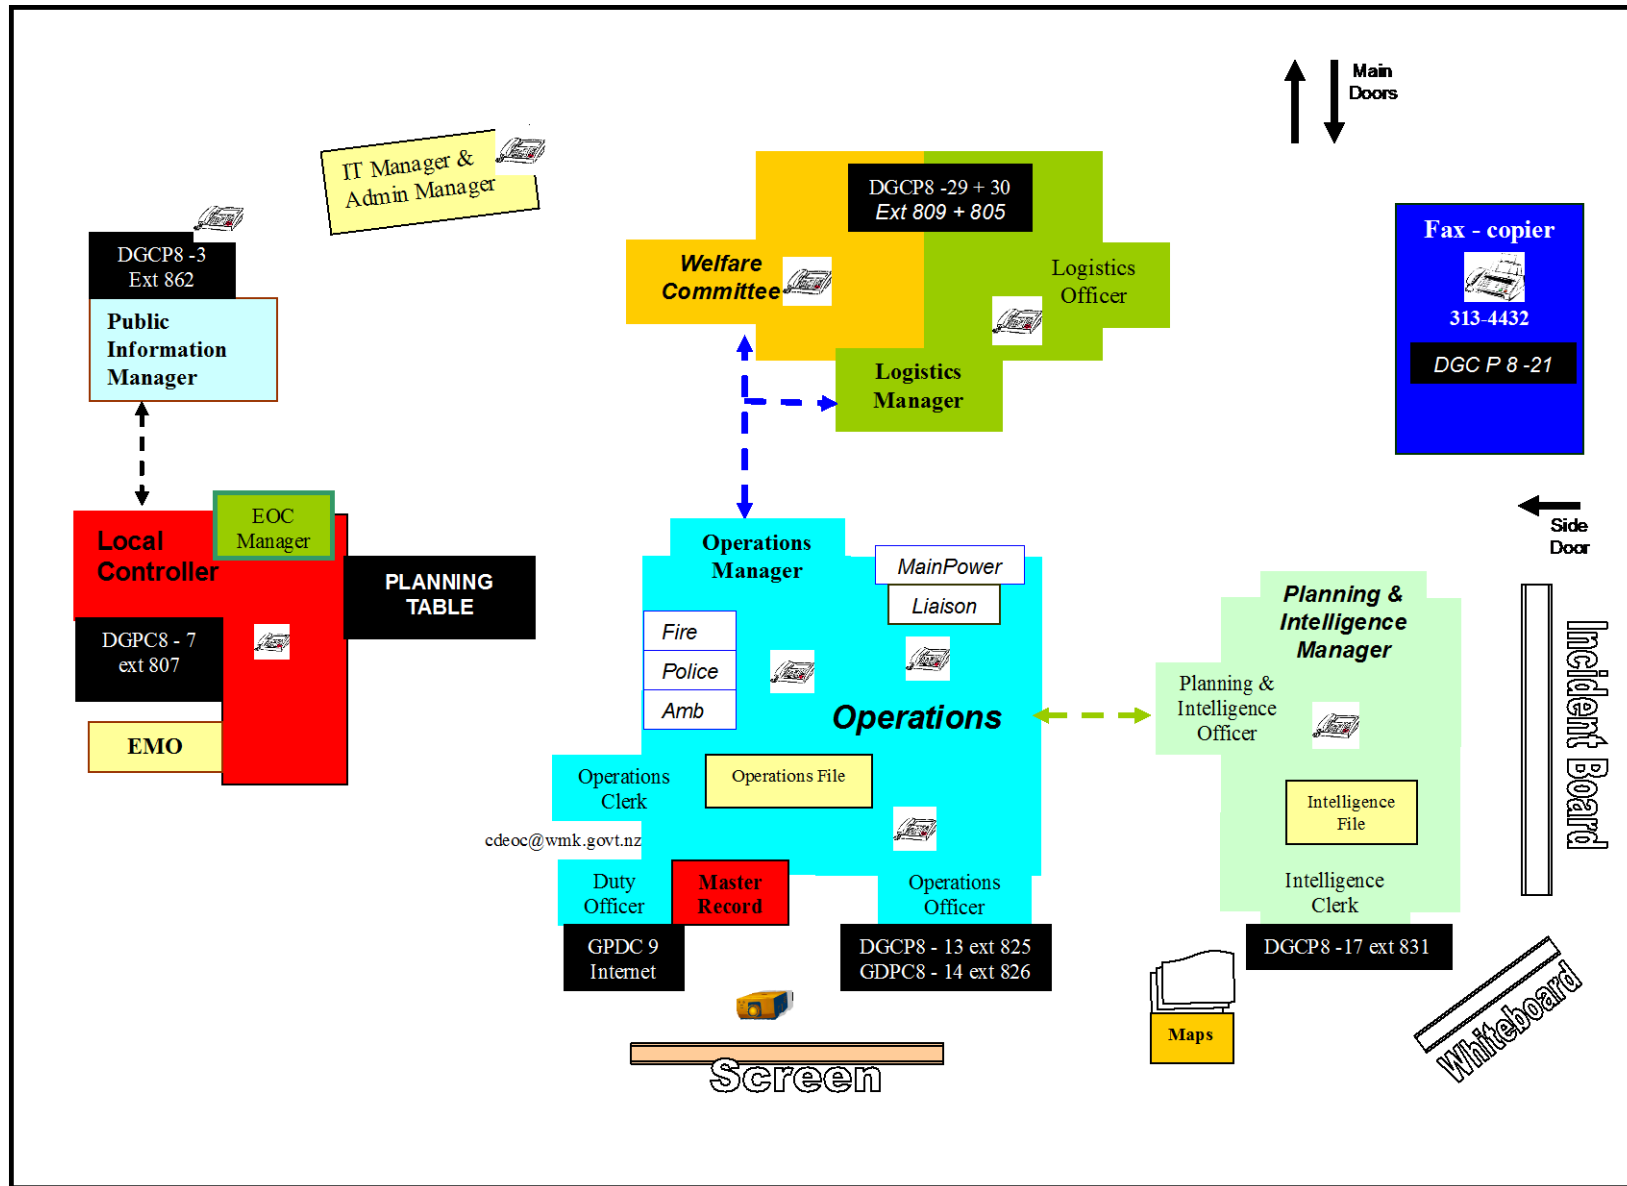 Main
Doors
IT Manager &
Admin Manager
DGCP8 -29 + 30
Ext 809 + 805
Fax - copier
313-4432
DGC P 8 -21
DGCP8 -3
Ext 862
Public
Information
Manager
Welfare
Committee
Logistics
Officer
Logistics
Manager
Side
Door
Local
Controller
EOC
Manager
PLANNING
TABLE
DGPC8 - 7
ext 807
EMO
Operations
Manager
MainPower
Liaison
Fire
Police
Amb
Operations
Operations
Clerk
Operations File
cdeoc@wmk.govt.nz
Duty
Officer
Master
Record
Operations
Officer
GPDC 9
Internet
DGCP8 - 13 ext 825
GDPC8 - 14 ext 826
Planning &
Intelligence
Manager
Planning &
Intelligence
Officer
Intelligence
File
Intelligence
Clerk
DGCP8 -17 ext 831
Incident Board
Whiteboard
Maps
Screen